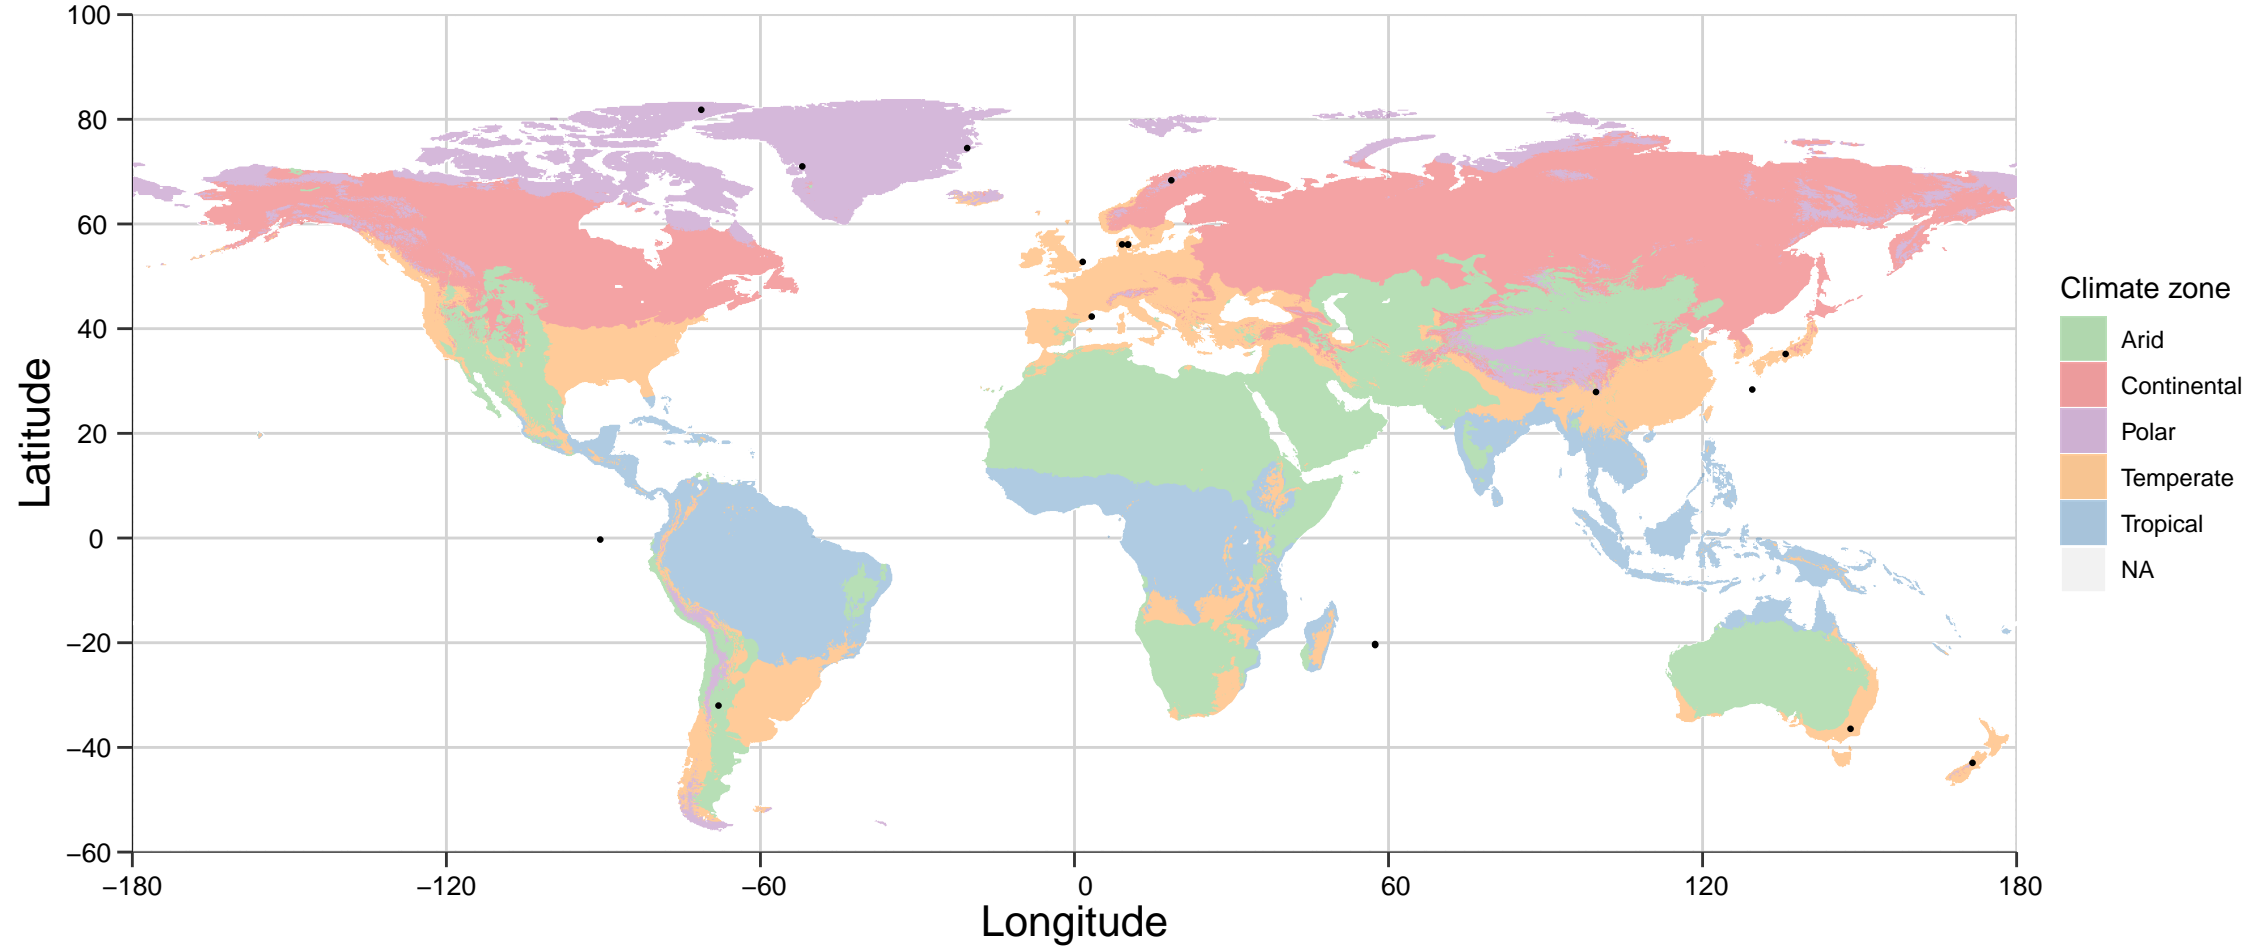 100
80
60
40
20
0
−20
−40
−60
Latitude
−180
−120
−60
0
60
120
180
Longitude
Climate zone
Arid
Continental
Polar
Temperate
Tropical
NA